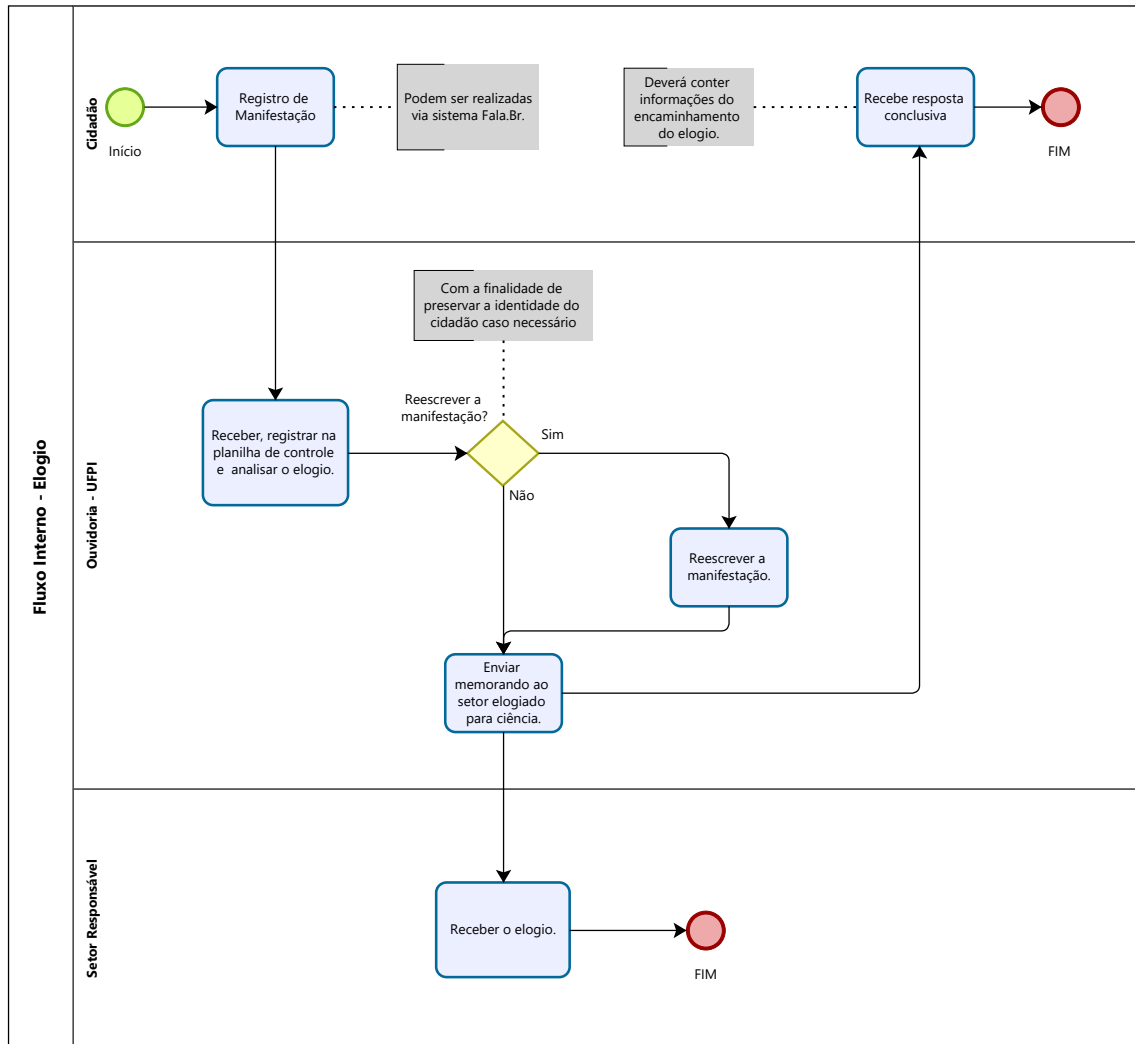 Fluxo Interno - Elogio
Cidadão
Início
Registro de
Manifestação
Podem ser realizadas
via sistema Fala.Br.
Deverá conter
informações do
encaminhamento
do elogio.
Recebe resposta
conclusiva
FIM
Ouvidoria - UFPI
Com a finalidade de
preservar a identidade do
cidadão caso necessário
Receber, registrar na
planilha de controle
e  analisar o elogio.
Reescrever a
manifestação?
Sim
Não
Reescrever a
manifestação.
Enviar
memorando ao
setor elogiado
para ciência.
Setor Responsável
Receber o elogio.
FIM